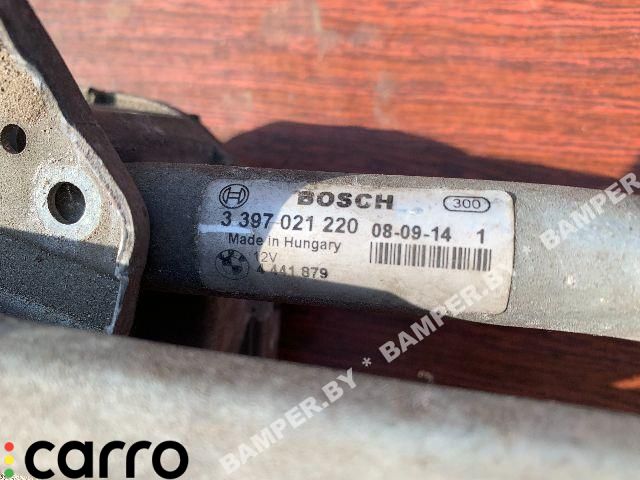 BOSCH 300
3 397 021 220 08-09-14 1
Made in Hungary
12V
4 441 879
BAMPER.BY * BAMPER.BY * BAMPER.BY
carro